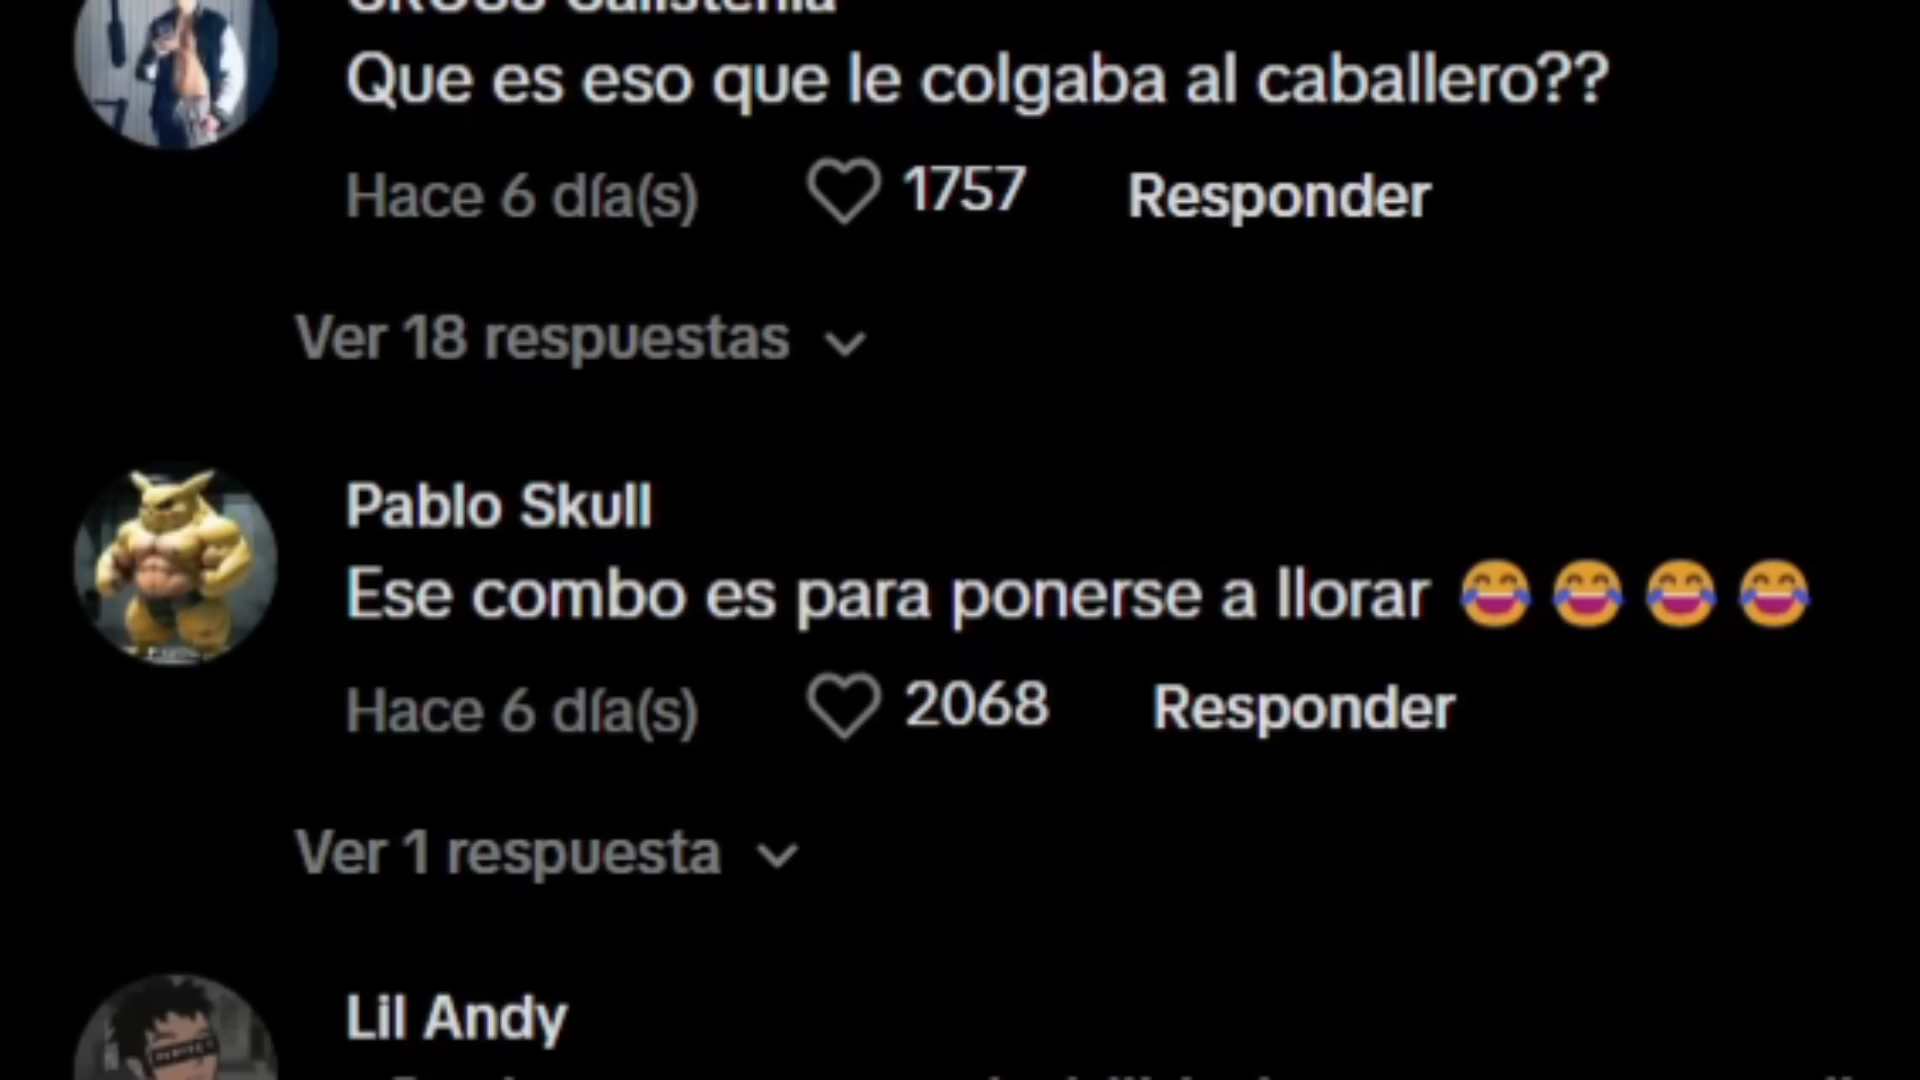 Calistenia
Que es eso que le colgaba al caballero??
Hace 6 día(s) 1757 Responder
Ver 18 respuestas
Pablo Skull
Ese combo es para ponerse a llorar 😂😂😂😂
Hace 6 día(s) 2068 Responder
Ver 1 respuesta
Lil Andy